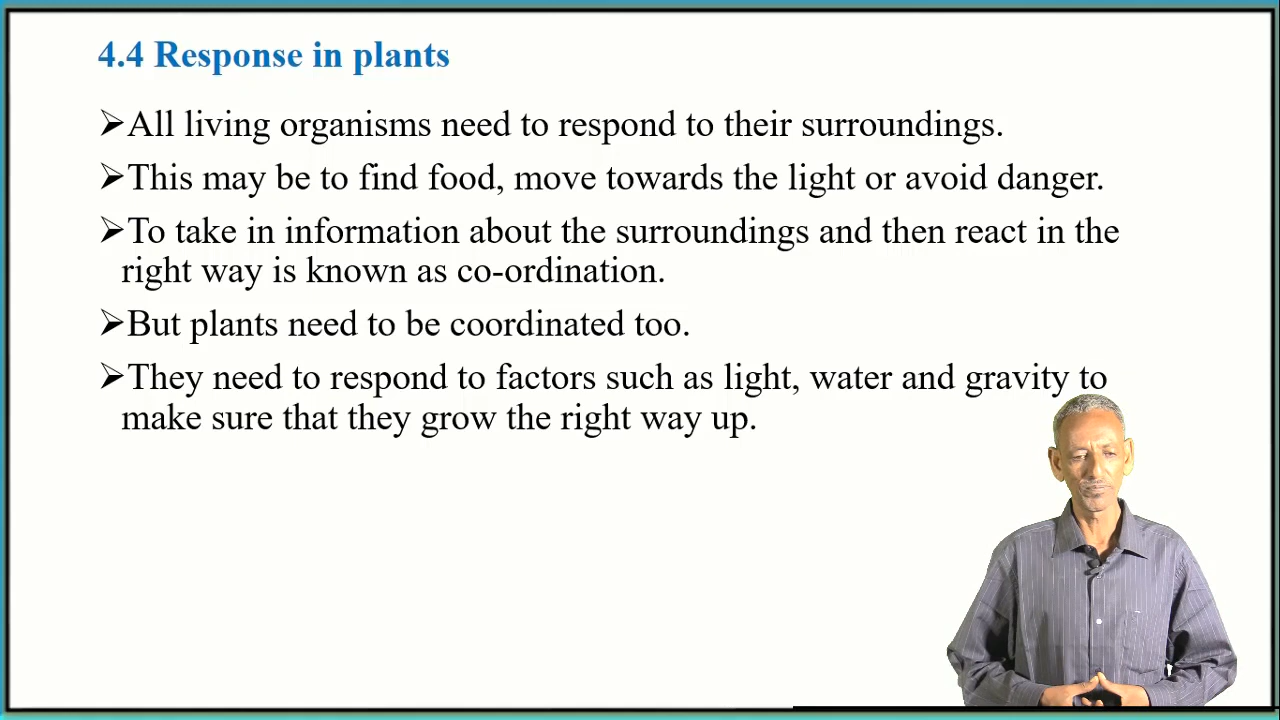 4.4 Response in plants
➢All living organisms need to respond to their surroundings.
➢This may be to find food, move towards the light or avoid danger.
➢To take in information about the surroundings and then react in the
right way is known as co-ordination.
➢But plants need to be coordinated too.
➢They need to respond to factors such as light, water and gravity to
make sure that they grow the right way up.